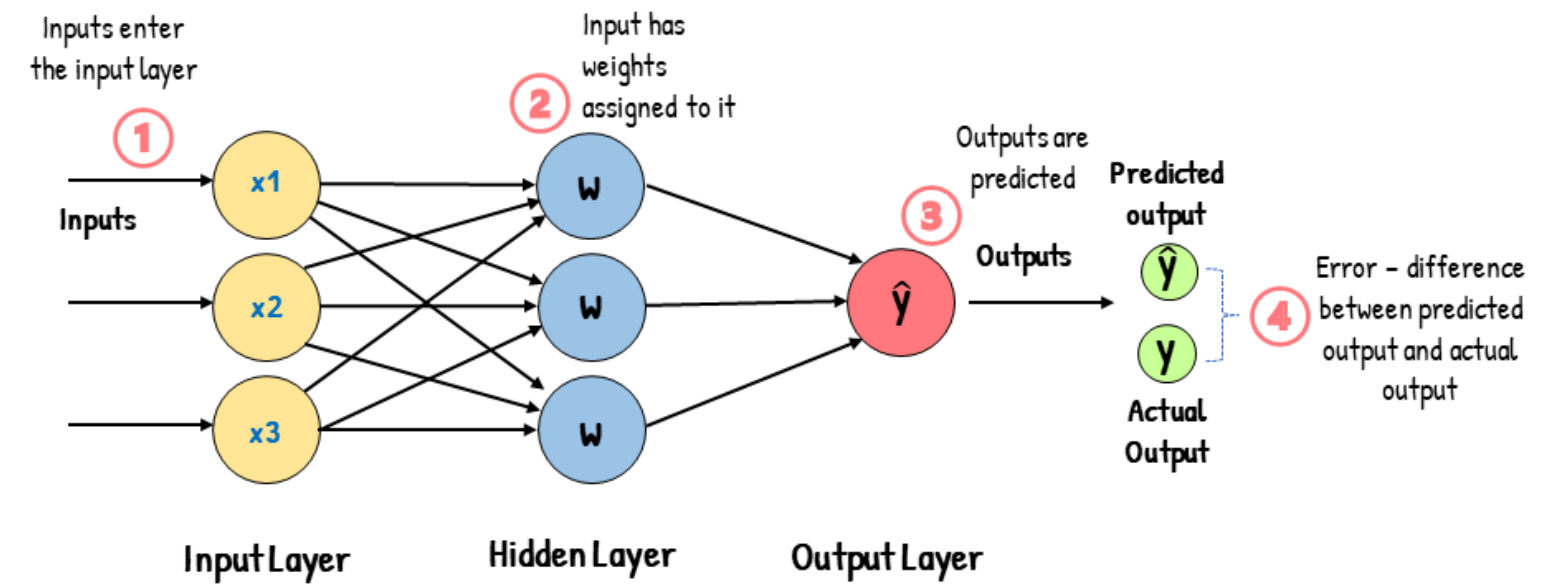 Inputs enter
the input layer
1
Inputs
x1
x2
x3
Input Layer
Input has
weights
assigned to it
2
w
w
w
Hidden Layer
Outputs are
predicted
3
ŷ
Outputs
Output Layer
Predicted
output
ŷ
y
Actual
Output
4
Error - difference
between predicted
output and actual
output